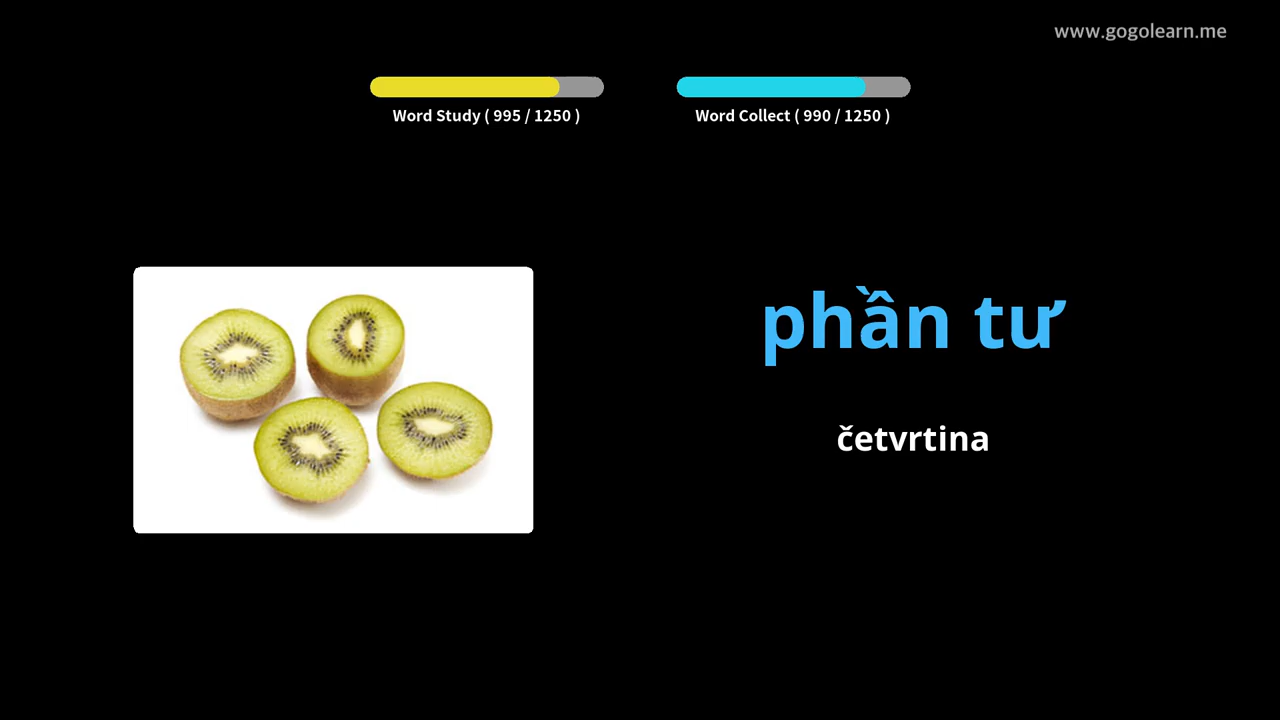 www.gogolearn.me
Word Study ( 995 / 1250 )
Word Collect ( 990 / 1250 )
phần tư
četvrtina